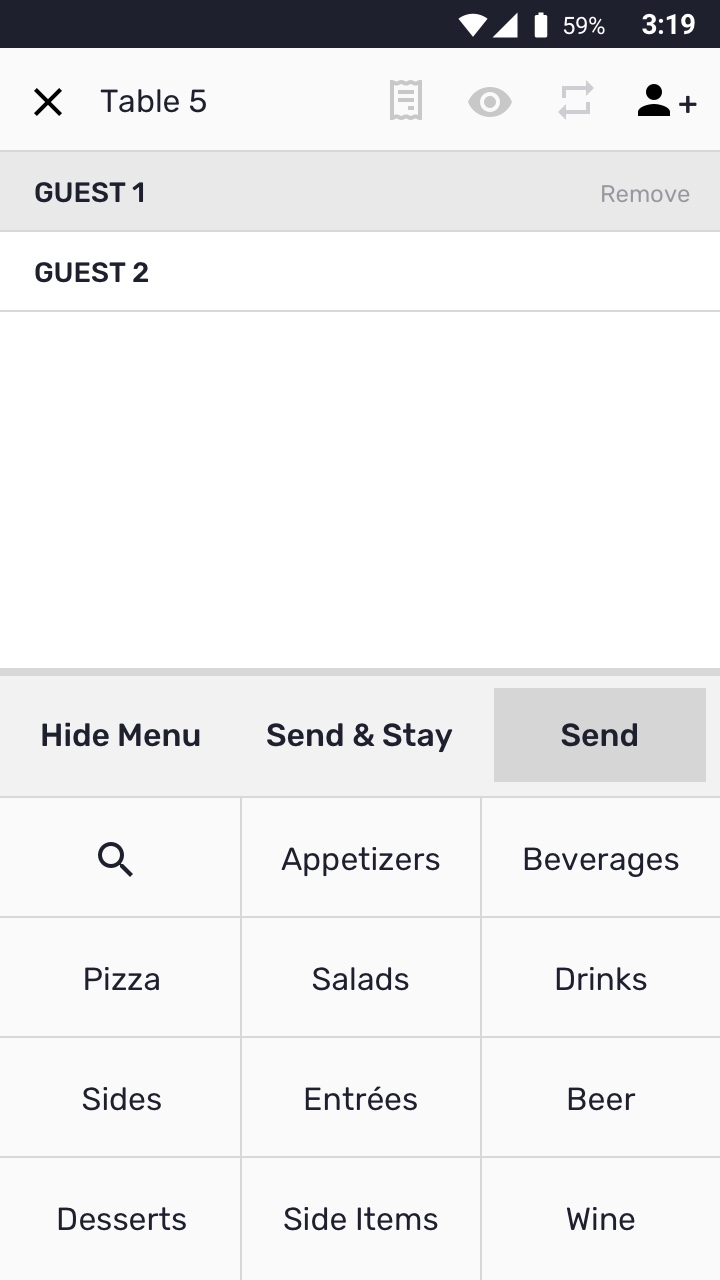 59% 3:19
Table 5
GUEST 1 Remove
GUEST 2
Hide Menu Send & Stay Send
Appetizers Beverages
Pizza Salads Drinks
Sides Entrées Beer
Desserts Side Items Wine